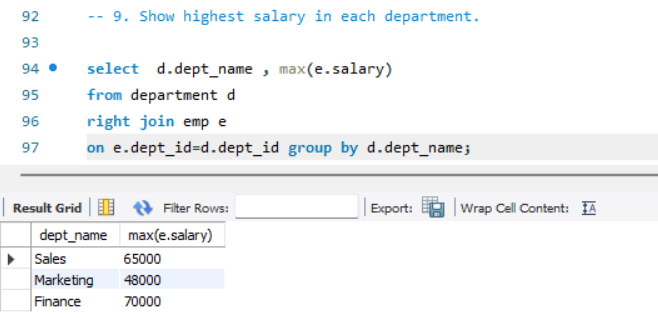 92 -- 9. Show highest salary in each department.
93
94 select d.dept_name , max(e.salary)
95 from department d
96 right join emp e
97 on e.dept_id=d.dept_id group by d.dept_name;
Result Grid Filter Rows: Export: Wrap Cell Content: IA
dept_name max(e.salary)
Sales 65000
Marketing 48000
Finance 70000